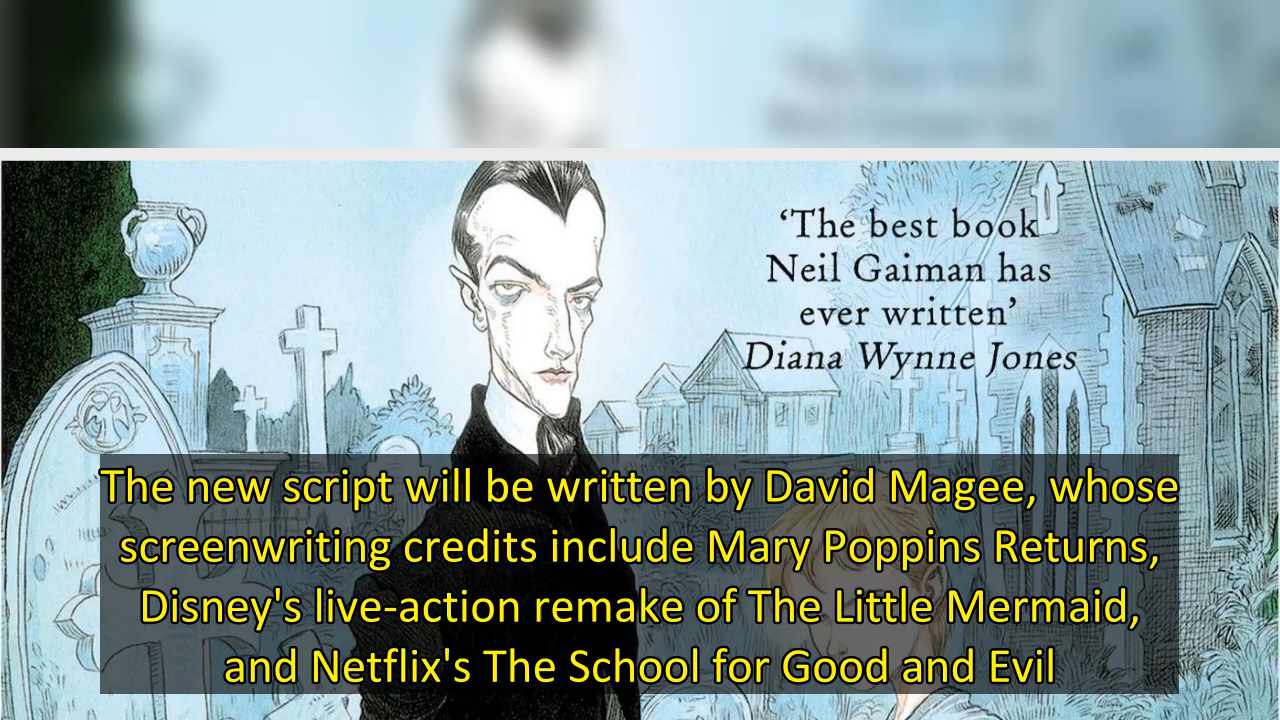 ‘The best book
Neil Gaiman has
ever written’
Diana Wynne Jones
The new script will be written by David Magee, whose
screenwriting credits include Mary Poppins Returns,
Disney's live-action remake of The Little Mermaid,
and Netflix's The School for Good and Evil